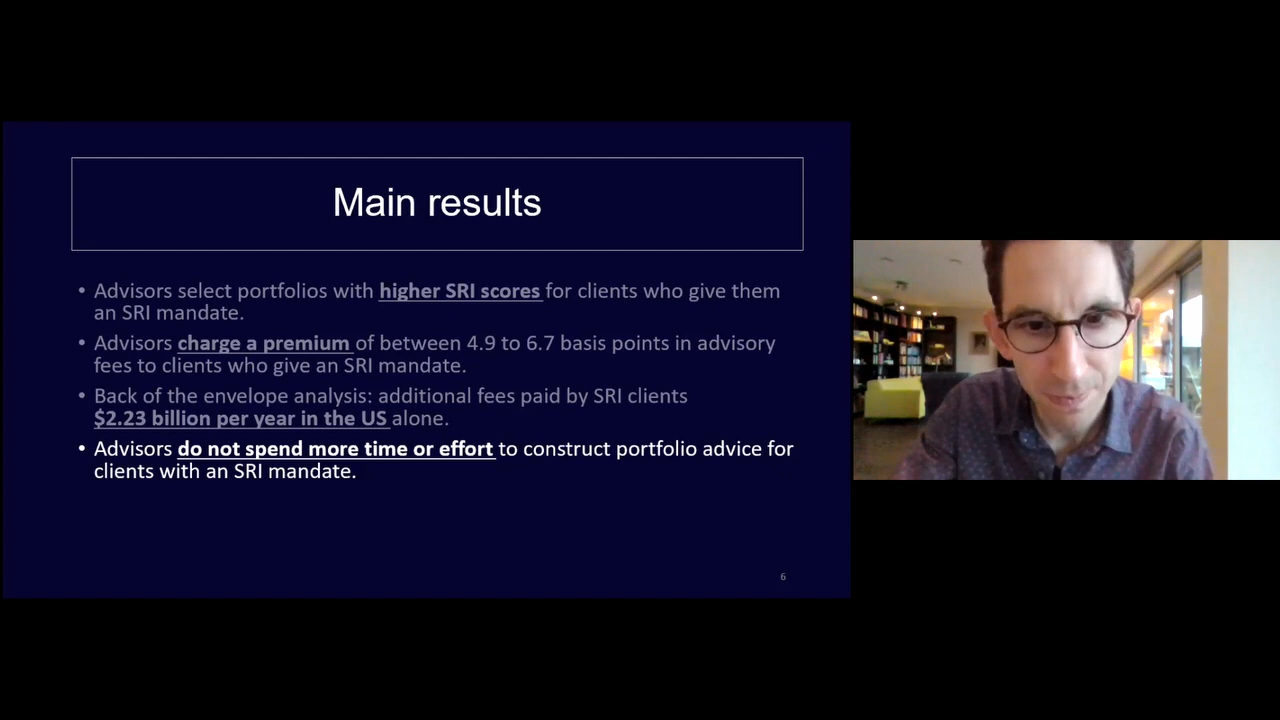 Main results
• Advisors select portfolios with higher SRI scores for clients who give them
an SRI mandate.
• Advisors charge a premium of between 4.9 to 6.7 basis points in advisory
fees to clients who give an SRI mandate.
• Back of the envelope analysis: additional fees paid by SRI clients
$2.23 billion per year in the US alone.
• Advisors do not spend more time or effort to construct portfolio advice for
clients with an SRI mandate.
6